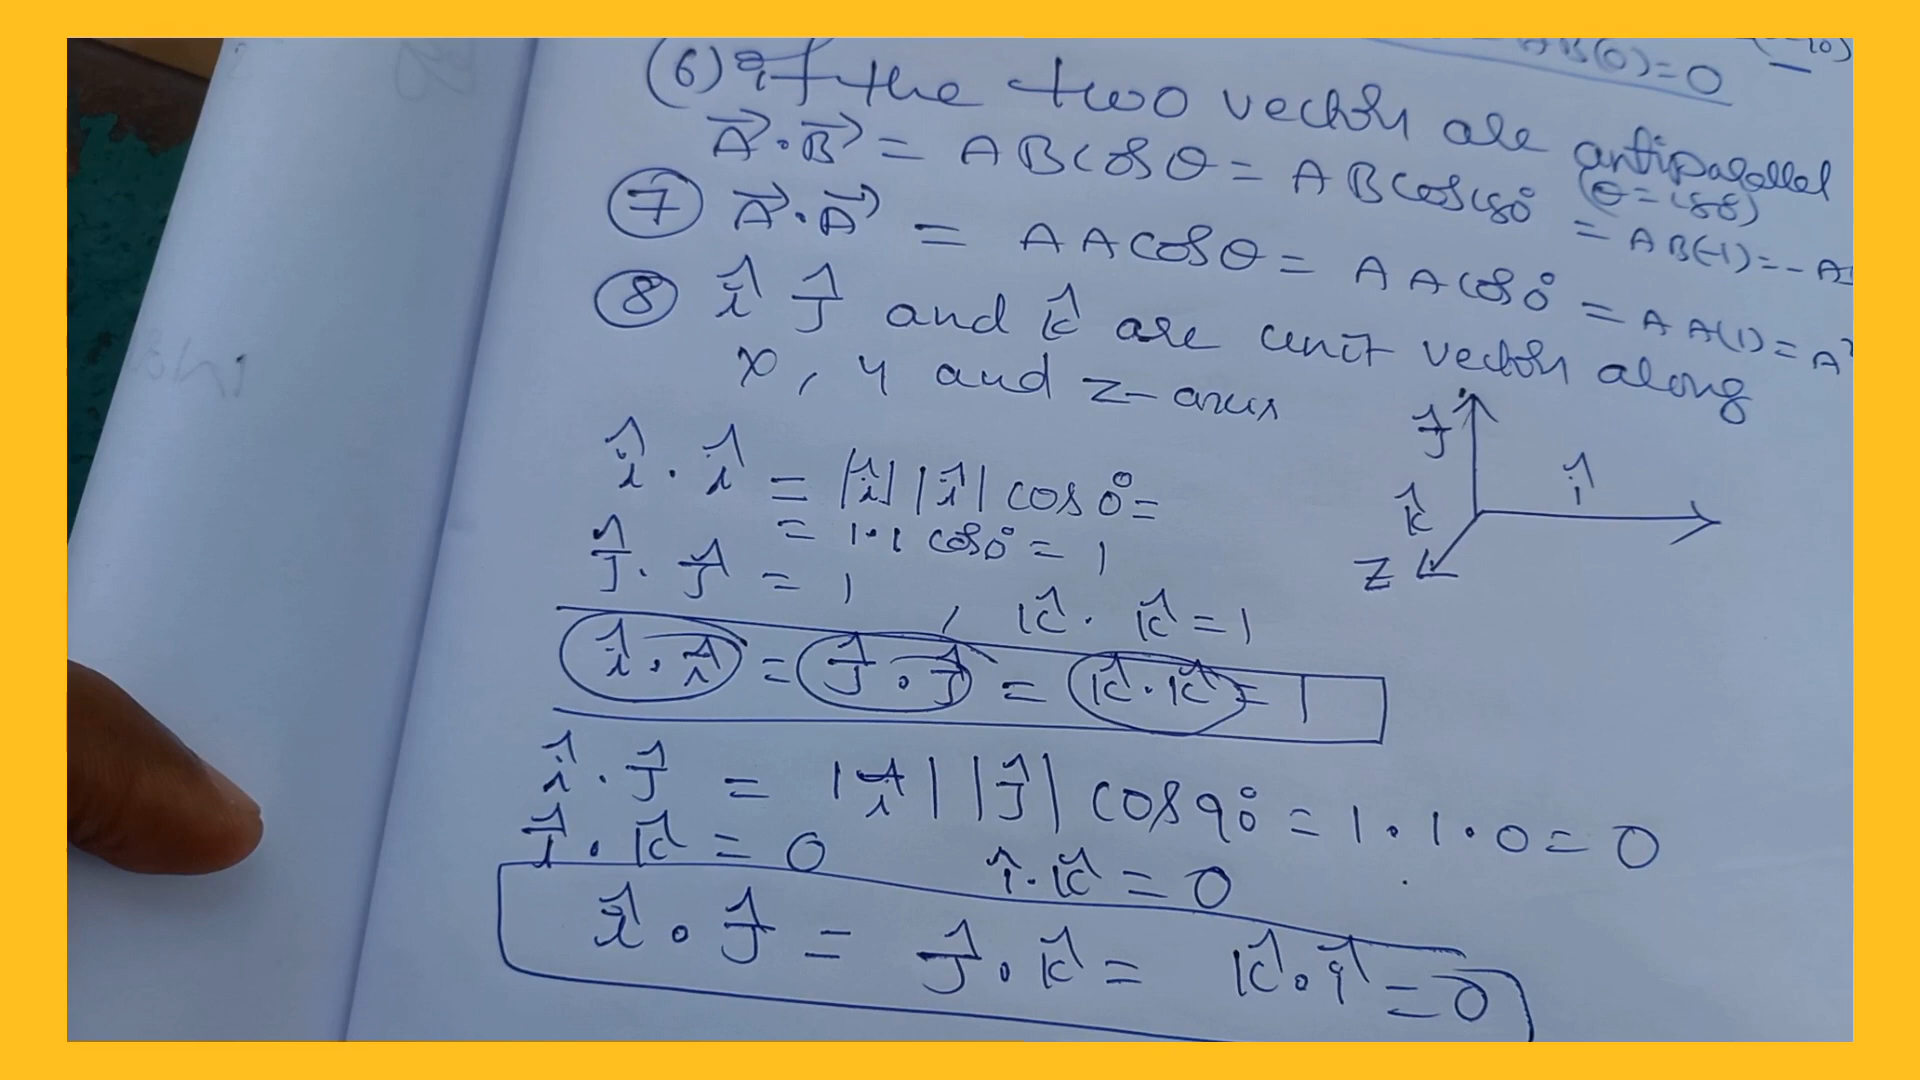 AB(0)=0
(6) if the two vectors are antiparallel
(θ=180°)
A⃗·B⃗ = ABcosθ = ABcos180° = AB(-1)=-A
⑦ A⃗·A⃗ = AAcosθ = AAcos0° = AA(1)=A²
⑧ î ĵ and k̂ are unit vectors along
x, y and z-axis
î·î = |î||î| cos0°=
= 1·1 cos0° = 1
ĵ·ĵ = 1, k̂·k̂=1
ĵ
î
k̂
Z
î·î = ĵ·ĵ = k̂·k̂ = 1
î·ĵ = |î||ĵ| cos90° = 1·1·0=0
ĵ·k̂ = 0 î·k̂ = 0
î·ĵ = ĵ·k̂ = k̂·î = 0